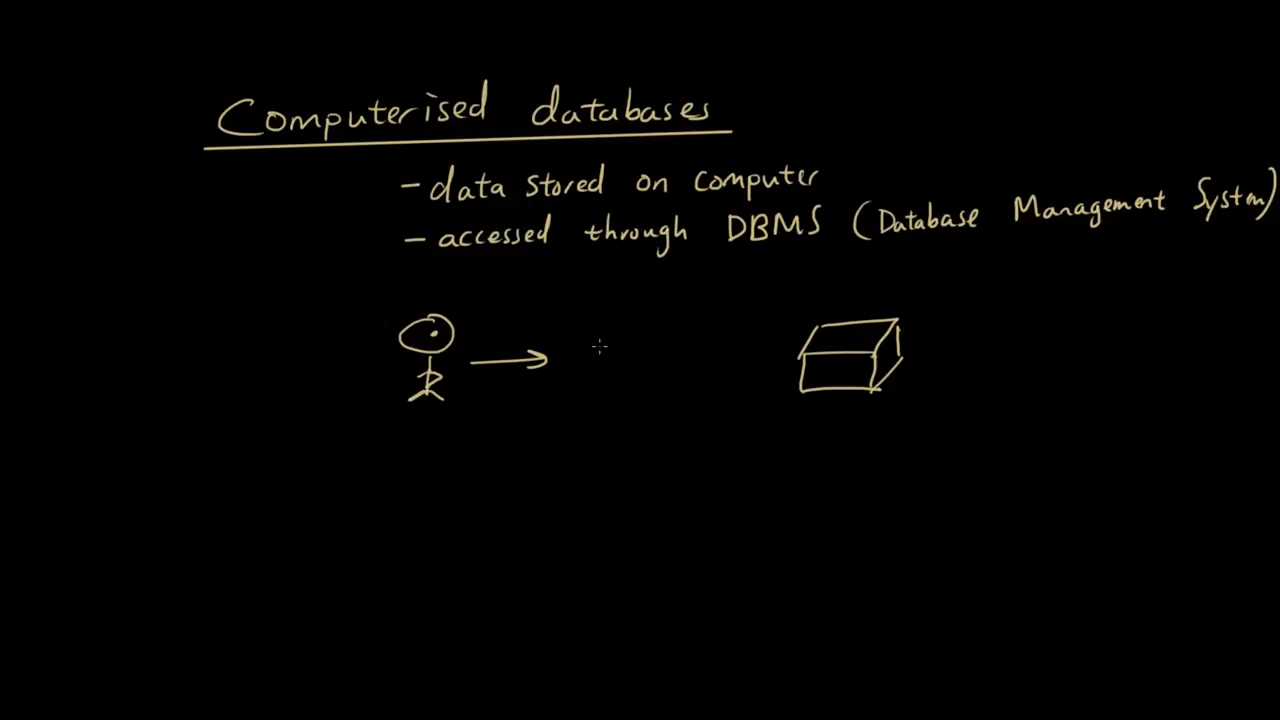 Computerised databases
- data stored on computer
- accessed through DBMS (Database Management System)